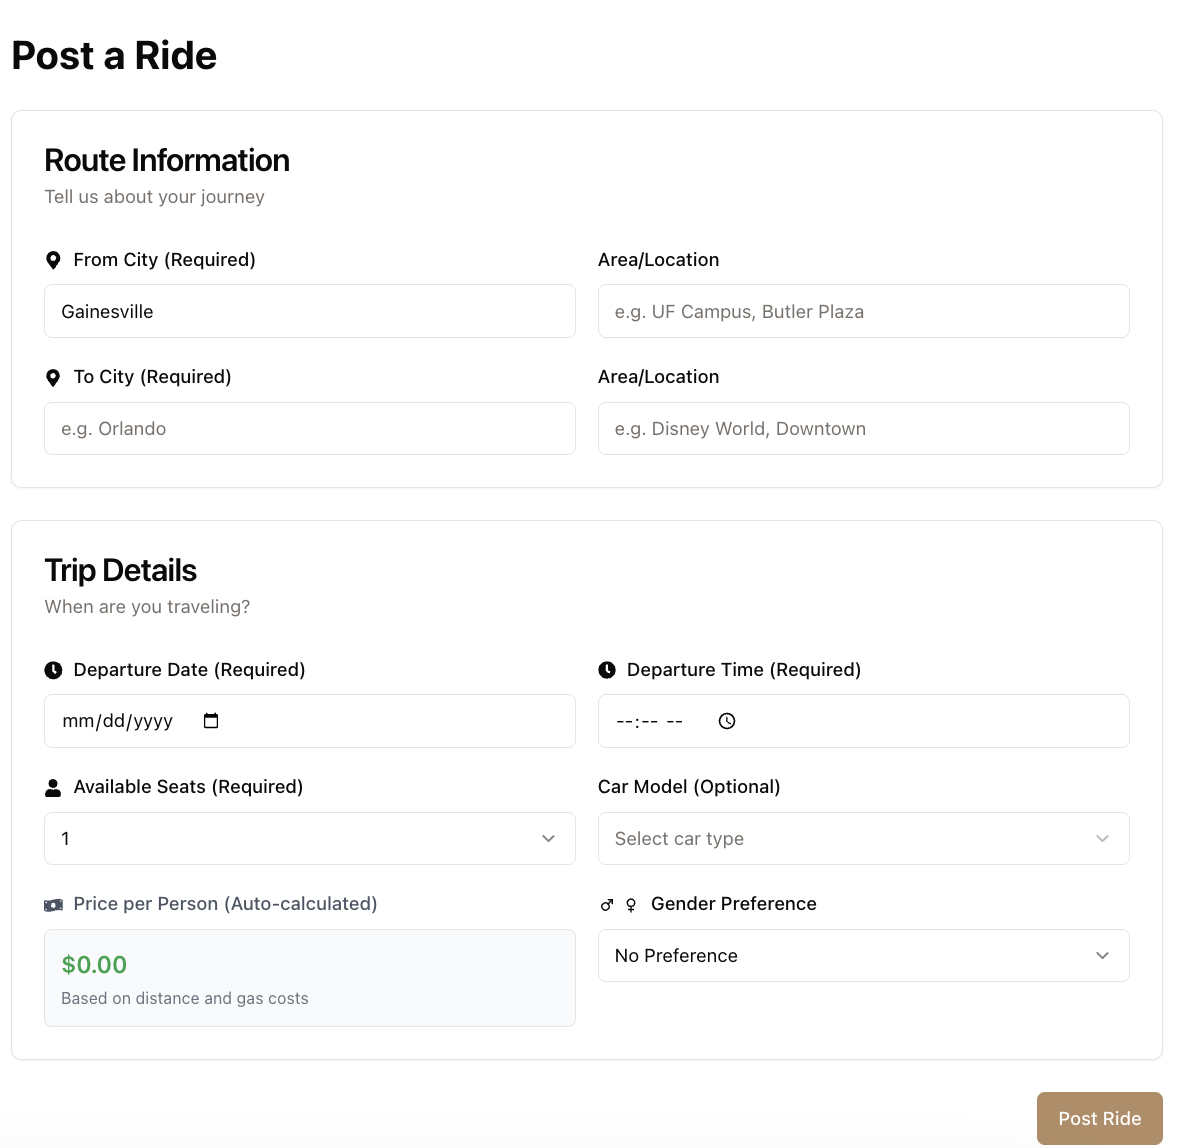 Post a Ride
Route Information
Tell us about your journey
From City (Required)
Area/Location
Gainesville
e.g. UF Campus, Butler Plaza
To City (Required)
Area/Location
e.g. Orlando
e.g. Disney World, Downtown
Trip Details
When are you traveling?
Departure Date (Required)
Departure Time (Required)
mm/dd/yyyy
--:-- --
Available Seats (Required)
Car Model (Optional)
1
Select car type
Price per Person (Auto-calculated)
Gender Preference
$0.00
Based on distance and gas costs
No Preference
Post Ride